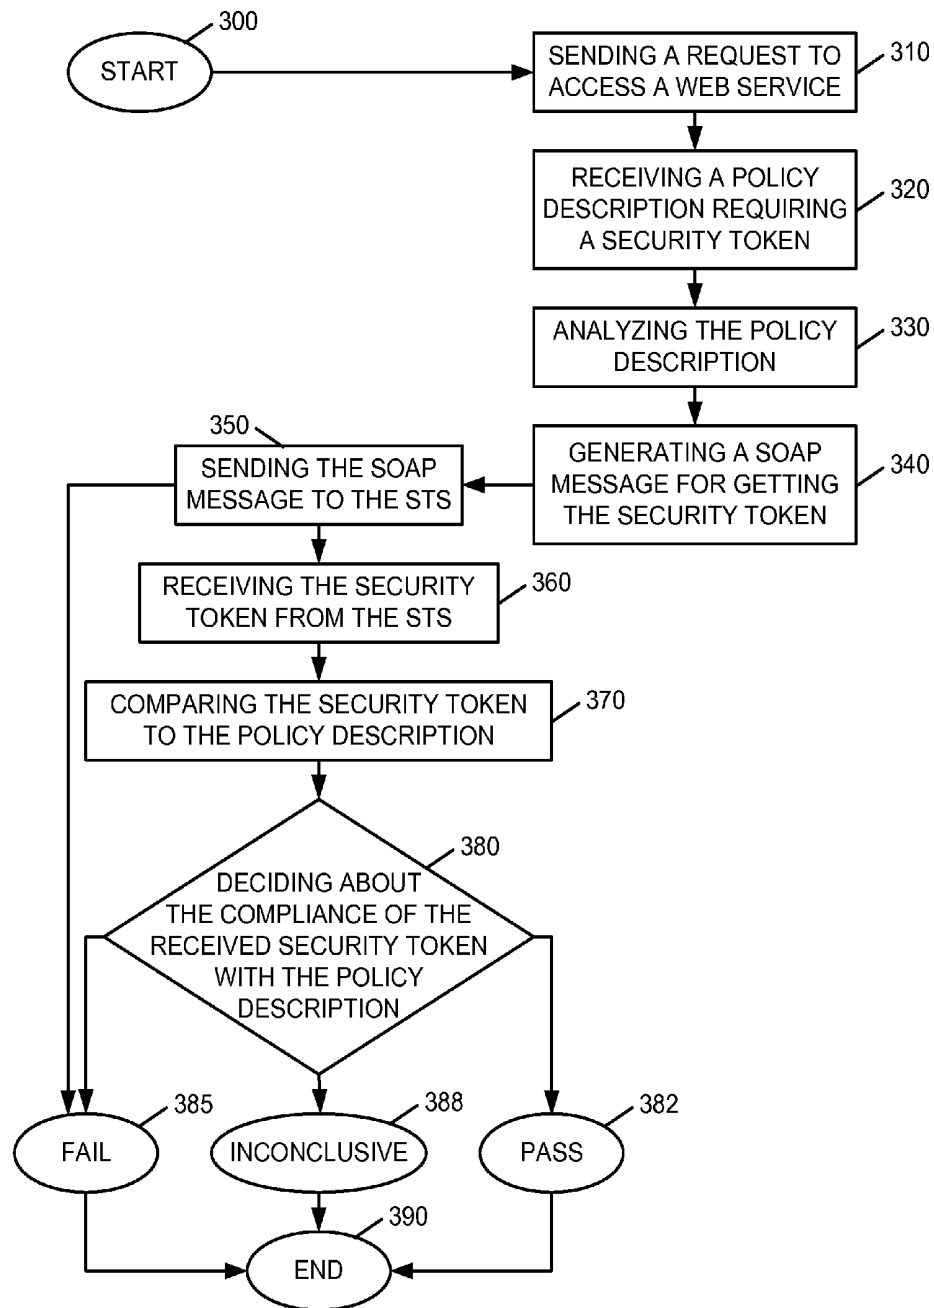 300
START
SENDING A REQUEST TO
ACCESS A WEB SERVICE
310
RECEIVING A POLICY
DESCRIPTION REQUIRING
A SECURITY TOKEN
320
ANALYZING THE POLICY
DESCRIPTION
330
GENERATING A SOAP
MESSAGE FOR GETTING
THE SECURITY TOKEN
340
350
SENDING THE SOAP
MESSAGE TO THE STS
RECEIVING THE SECURITY
TOKEN FROM THE STS
360
COMPARING THE SECURITY TOKEN
TO THE POLICY DESCRIPTION
370
380
DECIDING ABOUT
THE COMPLIANCE OF THE
RECEIVED SECURITY TOKEN
WITH THE POLICY
DESCRIPTION
385
FAIL
388
INCONCLUSIVE
382
PASS
390
END